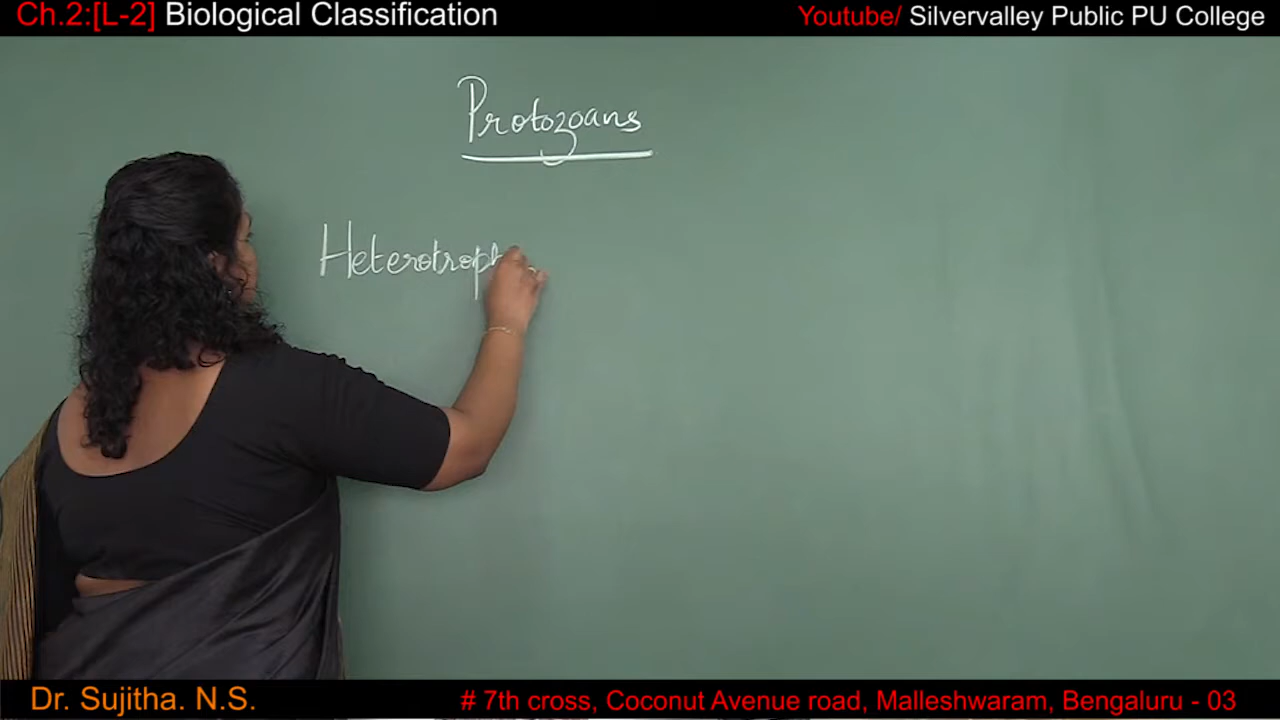 Ch.2:[L-2] Biological Classification
Youtube/ Silvervalley Public PU College
Protozoans
Heterotroph
Dr. Sujitha. N.S.
# 7th cross, Coconut Avenue road, Malleshwaram, Bengaluru - 03